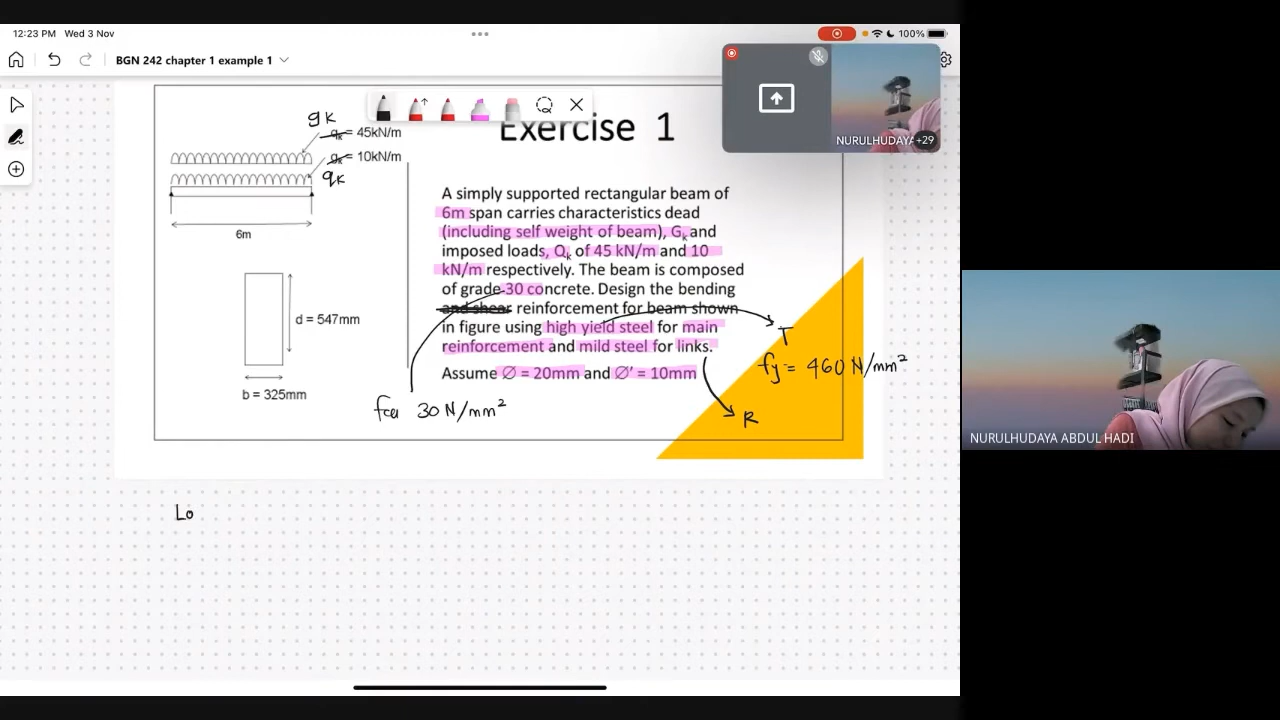 12:23 PM Wed 3 Nov
100%
BGN 242 chapter 1 example 1
NURULHUDAYA +29
gk
qk = 45kN/m
gk = 10kN/m
qk
6m
d = 547mm
b = 325mm
Exercise 1
A simply supported rectangular beam of
6m span carries characteristics dead
(including self weight of beam), Gk and
imposed loads, Qk of 45 kN/m and 10
kN/m respectively. The beam is composed
of grade 30 concrete. Design the bending
and shear reinforcement for beam shown
in figure using high yield steel for main
reinforcement and mild steel for links.
Assume Ø = 20mm and Ø' = 10mm
T
fy = 460 N/mm²
fcu 30 N/mm²
R
Lo
NURULHUDAYA ABDUL HADI